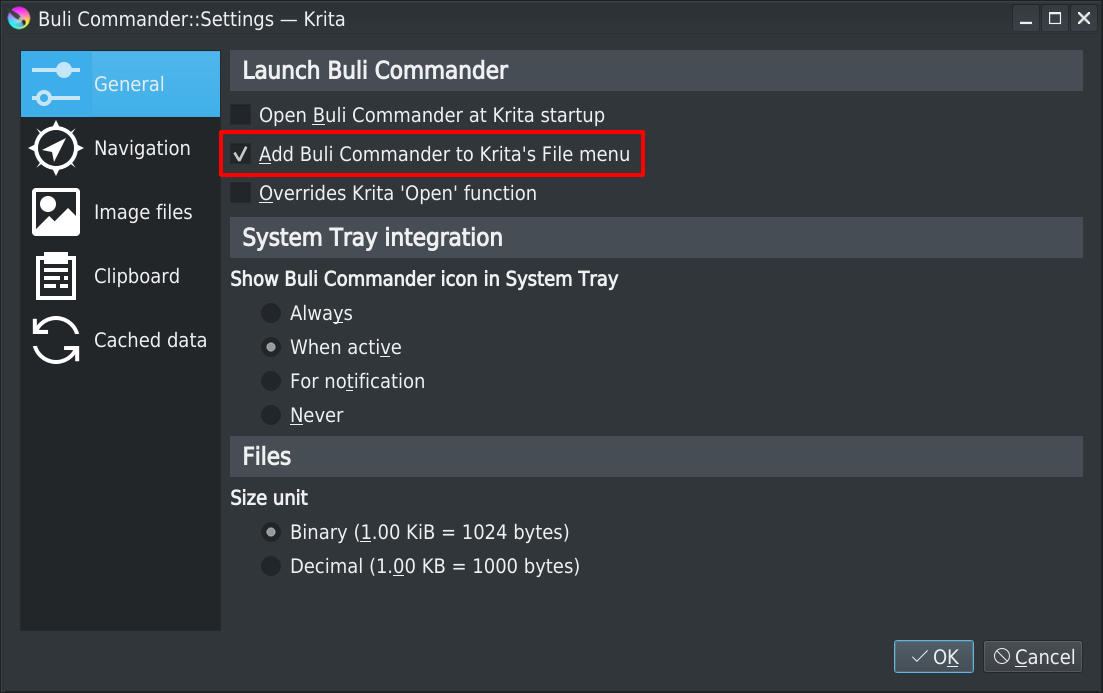 Buli Commander::Settings — Krita
General
Navigation
Image files
Clipboard
Cached data
Launch Buli Commander
Open Buli Commander at Krita startup
Add Buli Commander to Krita's File menu
Overrides Krita 'Open' function
System Tray integration
Show Buli Commander icon in System Tray
Always
When active
For notification
Never
Files
Size unit
Binary (1.00 KiB = 1024 bytes)
Decimal (1.00 KB = 1000 bytes)
OK
Cancel